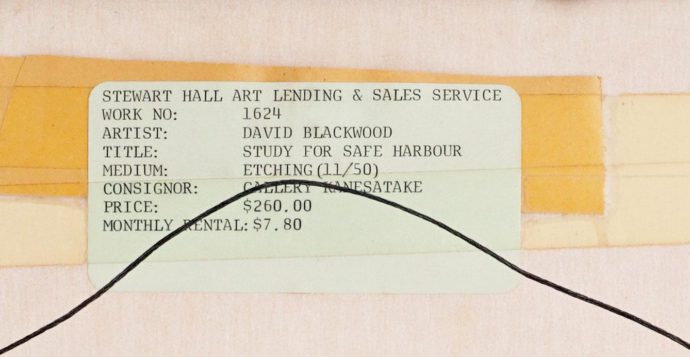 STEWART HALL ART LENDING & SALES SERVICE
WORK NO: 1624
ARTIST: DAVID BLACKWOOD
TITLE: STUDY FOR SAFE HARBOUR
MEDIUM: ETCHING(11/50)
CONSIGNOR: GALLERY KANESATAKE
PRICE: $260.00
MONTHLY RENTAL: $7.80